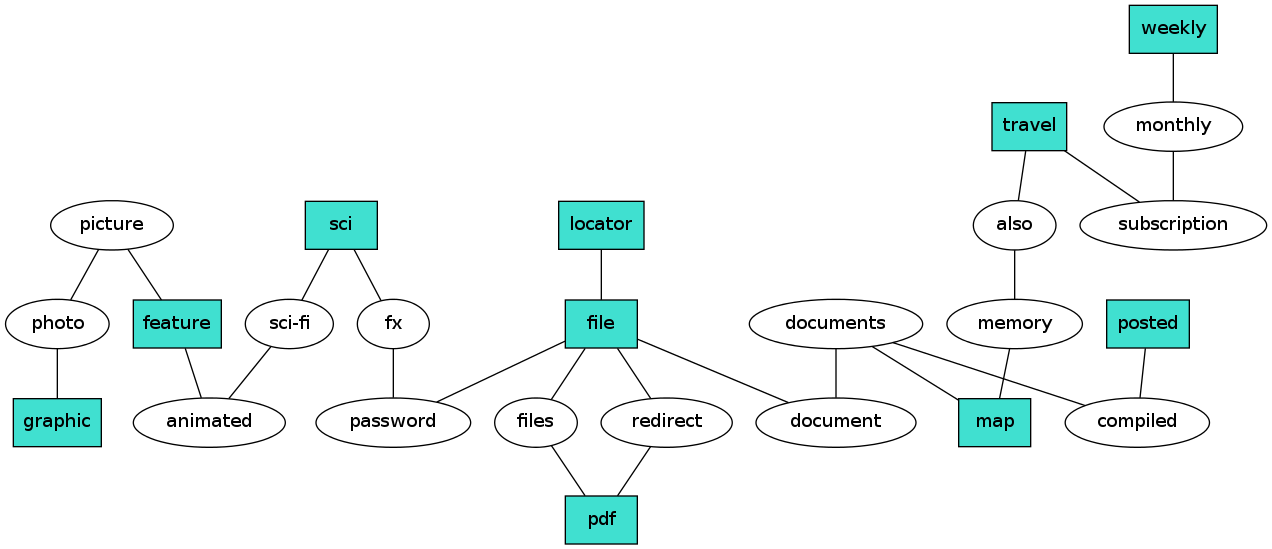 weekly
travel
monthly
picture
sci
locator
also
subscription
photo
feature
sci-fi
fx
file
documents
memory
posted
graphic
animated
password
files
redirect
document
map
compiled
pdf